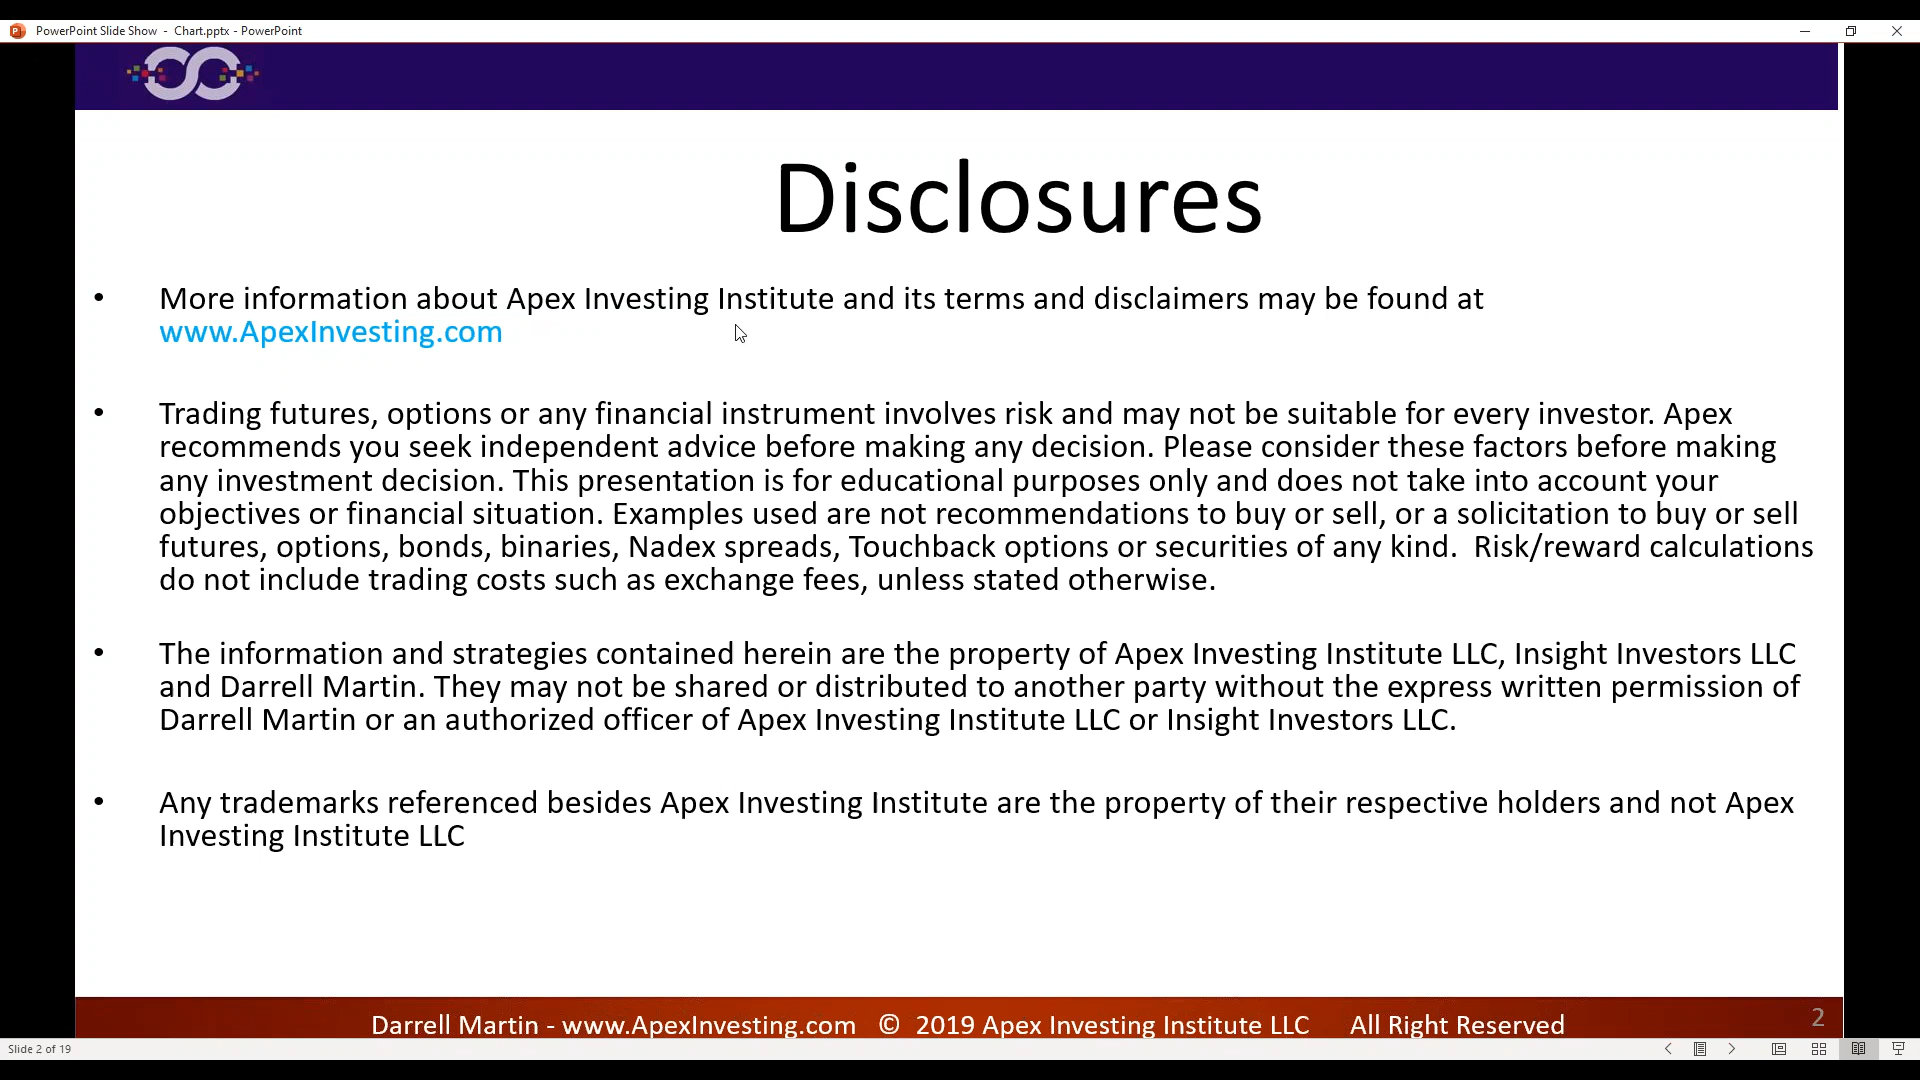 PowerPoint Slide Show - Chart.pptx - PowerPoint
Disclosures
• More information about Apex Investing Institute and its terms and disclaimers may be found at
www.ApexInvesting.com
• Trading futures, options or any financial instrument involves risk and may not be suitable for every investor. Apex
recommends you seek independent advice before making any decision. Please consider these factors before making
any investment decision. This presentation is for educational purposes only and does not take into account your
objectives or financial situation. Examples used are not recommendations to buy or sell, or a solicitation to buy or sell
futures, options, bonds, binaries, Nadex spreads, Touchback options or securities of any kind.  Risk/reward calculations
do not include trading costs such as exchange fees, unless stated otherwise.
• The information and strategies contained herein are the property of Apex Investing Institute LLC, Insight Investors LLC
and Darrell Martin. They may not be shared or distributed to another party without the express written permission of
Darrell Martin or an authorized officer of Apex Investing Institute LLC or Insight Investors LLC.
• Any trademarks referenced besides Apex Investing Institute are the property of their respective holders and not Apex
Investing Institute LLC
Darrell Martin - www.ApexInvesting.com © 2019 Apex Investing Institute LLC All Right Reserved
2
Slide 2 of 19